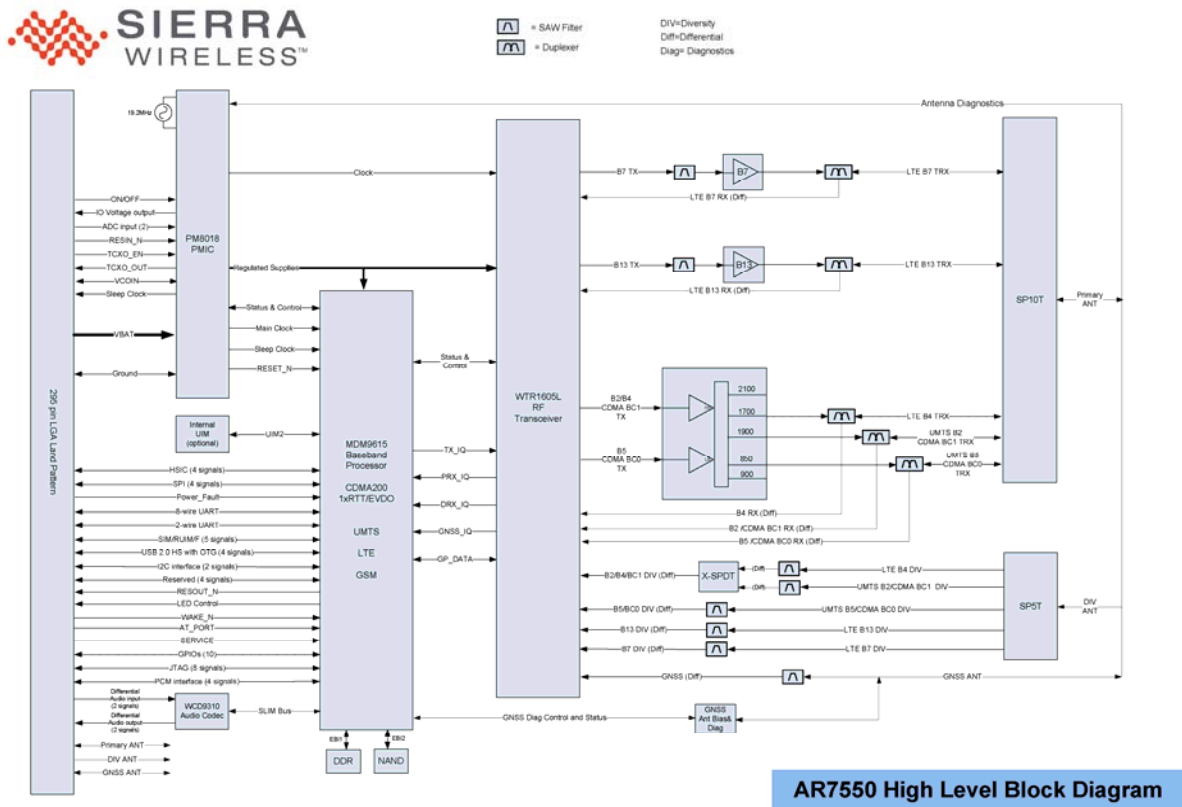 SIERRA
WIRELESS™
= SAW Filter
= Duplexer
DIV=Diversity
Diff=Differential
Diag= Diagnostics
295 pin LGA Land Pattern
19.2MHz
PM8018
PMIC
Antenna Diagnostics
Clock
ON/OFF
IO Voltage output
ADC input (2)
RESIN_N
TCXO_EN
TCXO_OUT
VCOIN
Sleep Clock
VBAT
Ground
Regulated Supplies
Status & Control
Main Clock
Sleep Clock
RESET_N
Internal
UIM
(optional)
UIM2
HSIC (4 signals)
SPI (4 signals)
Power_Fault
8-wire UART
2-wire UART
SIM/RUIM/F (5 signals)
USB 2.0 HS with OTG (4 signals)
I2C interface (2 signals)
Reserved (4 signals)
RESOUT_N
LED Control
WAKE_N
AT_PORT
SERVICE
GPIOs (10)
JTAG (8 signals)
PCM interface (4 signals)
Differential
Audio input
(2 signals)
Differential
Audio output
(2 signals)
WCD9310
Audio Codec
SLIM Bus
Primary ANT
DIV ANT
GNSS ANT
MDM9615
Baseband
Processor
CDMA200
1xRTT/EVDO
UMTS
LTE
GSM
EBI1
EBI2
DDR
NAND
Status &
Control
TX_IQ
PRX_IQ
DRX_IQ
GNSS_IQ
GP_DATA
WTR1605L
RF
Transceiver
B7 TX
B7
LTE B7 TRX
LTE B7 RX (Diff)
B13 TX
B13
LTE B13 TRX
LTE B13 RX (Diff)
B2/B4
CDMA BC1
TX
B5
CDMA BC0
TX
2100
1700
1900
850
900
LTE B4 TRX
UMTS B2
CDMA BC1 TRX
UMTS B5
CDMA BC0
TRX
B4 RX (Diff)
B2 /CDMA BC1 RX (Diff)
B5 /CDMA BC0 RX (Diff)
SP10T
Primary
ANT
B2/B4/BC1 DIV (Diff)
X-SPDT
(Diff)
(Diff)
LTE B4 DIV
UMTS B2/CDMA BC1 DIV
B5/BC0 DIV (Diff)
UMTS B5/CDMA BC0 DIV
B13 DIV (Diff)
LTE B13 DIV
B7 DIV (Diff)
LTE B7 DIV
SP5T
DIV
ANT
GNSS (Diff)
GNSS ANT
GNSS Diag Control and Status
GNSS
Ant Bias&
Diag
AR7550 High Level Block Diagram